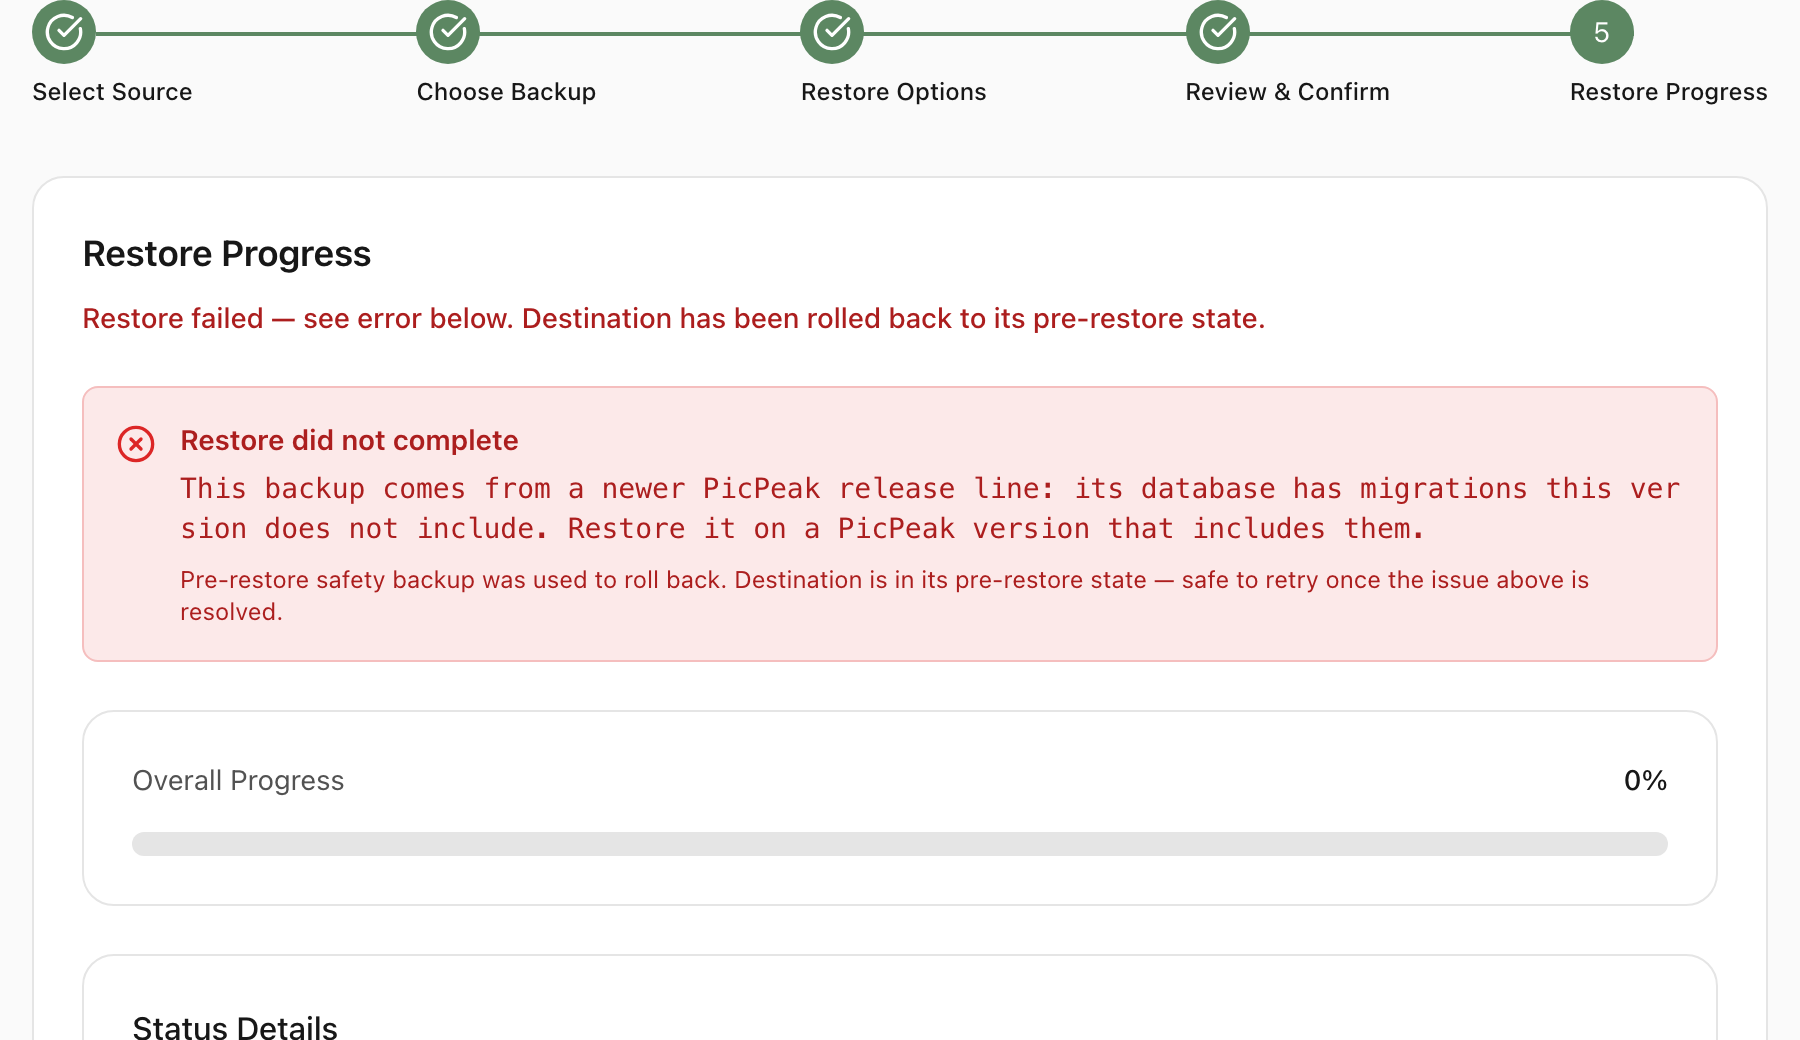 Select Source
Choose Backup
Restore Options
Review & Confirm
5
Restore Progress
Restore Progress
Restore failed — see error below. Destination has been rolled back to its pre-restore state.
Restore did not complete
This backup comes from a newer PicPeak release line: its database has migrations this ver
sion does not include. Restore it on a PicPeak version that includes them.
Pre-restore safety backup was used to roll back. Destination is in its pre-restore state — safe to retry once the issue above is
resolved.
Overall Progress
0%
Status Details